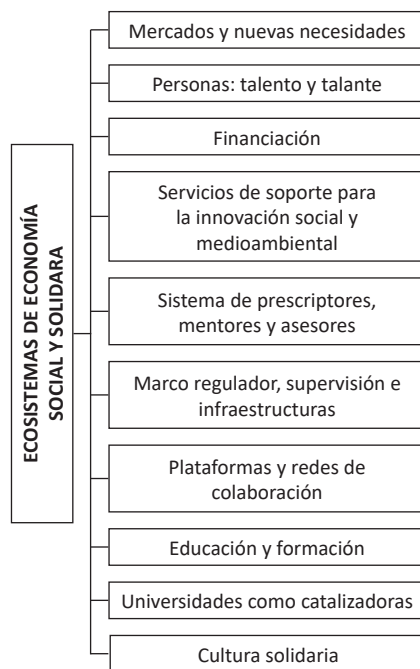 ECOSISTEMAS DE ECONOMÍA
SOCIAL Y SOLIDARA
Mercados y nuevas necesidades
Personas: talento y talante
Financiación
Servicios de soporte para
la innovación social y
medioambiental
Sistema de prescriptores,
mentores y asesores
Marco regulador, supervisión e
infraestructuras
Plataformas y redes de
colaboración
Educación y formación
Universidades como catalizadoras
Cultura solidaria